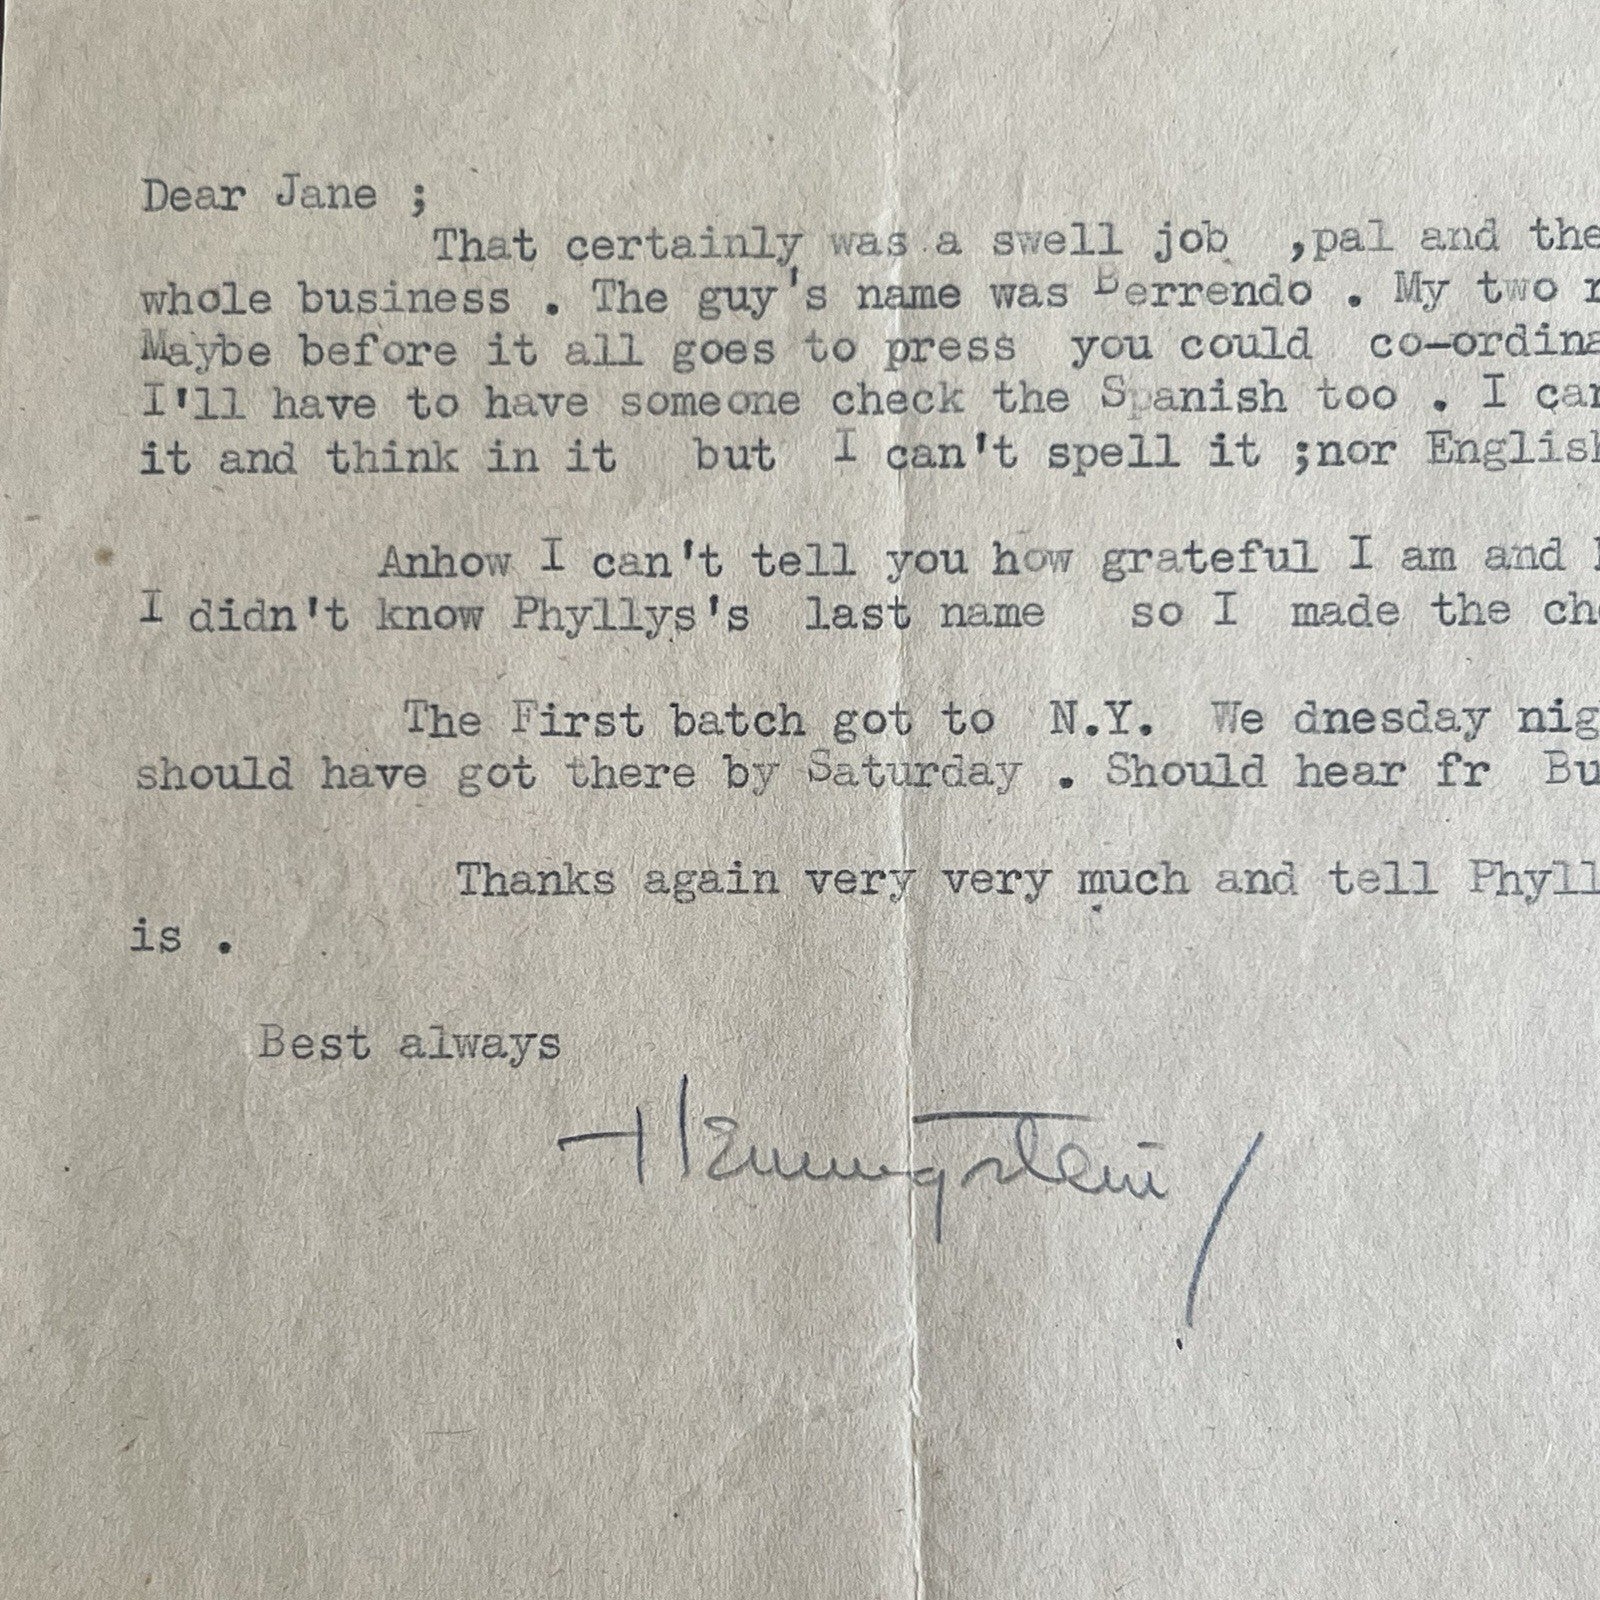 Dear Jane ;
That certainly was a swell job ,pal and the
whole business . The guy's name was Berrendo . My two
Maybe before it all goes to press you could co-ordina
I'll have to have someone check the Spanish too . I can
it and think in it but I can't spell it ;nor English
Anhow I can't tell you how grateful I am and
I didn't know Phyllys's last name so I made the che
The First batch got to N.Y. We dnesday nig
should have got there by Saturday . Should hear fr Bu
Thanks again very very much and tell Phyll
is .
Best always
Hemingstein /